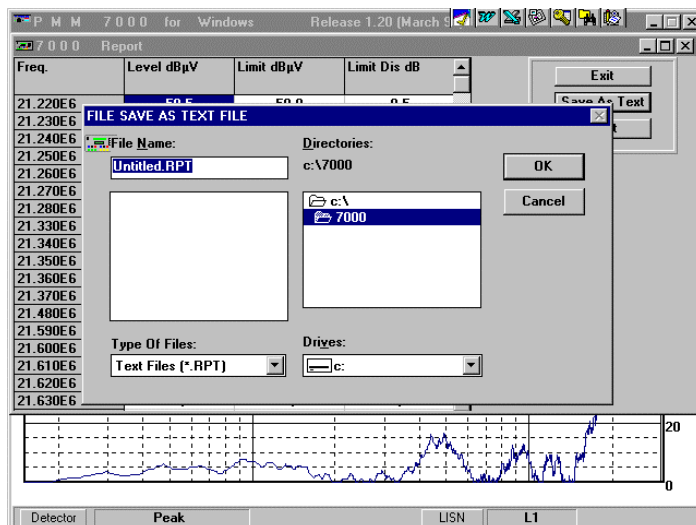 P M M 7 0 0 0 for Windows Release 1.20 (March
7 0 0 0 Report
Freq. Level dBµV Limit dBµV Limit Dis dB
Exit
Save As Text
21.220E6
21.230E6
21.240E6
21.250E6
21.260E6
21.270E6
21.280E6
21.330E6
21.340E6
21.350E6
21.360E6
21.370E6
21.480E6
21.590E6
21.600E6
21.610E6
21.620E6
21.630E6
FILE SAVE AS TEXT FILE
File Name:
Untitled.RPT
Directories:
c:\7000
c:\
7000
OK
Cancel
Type Of Files:
Text Files (*.RPT)
Drives:
c:
20
0
Detector Peak LISN L1